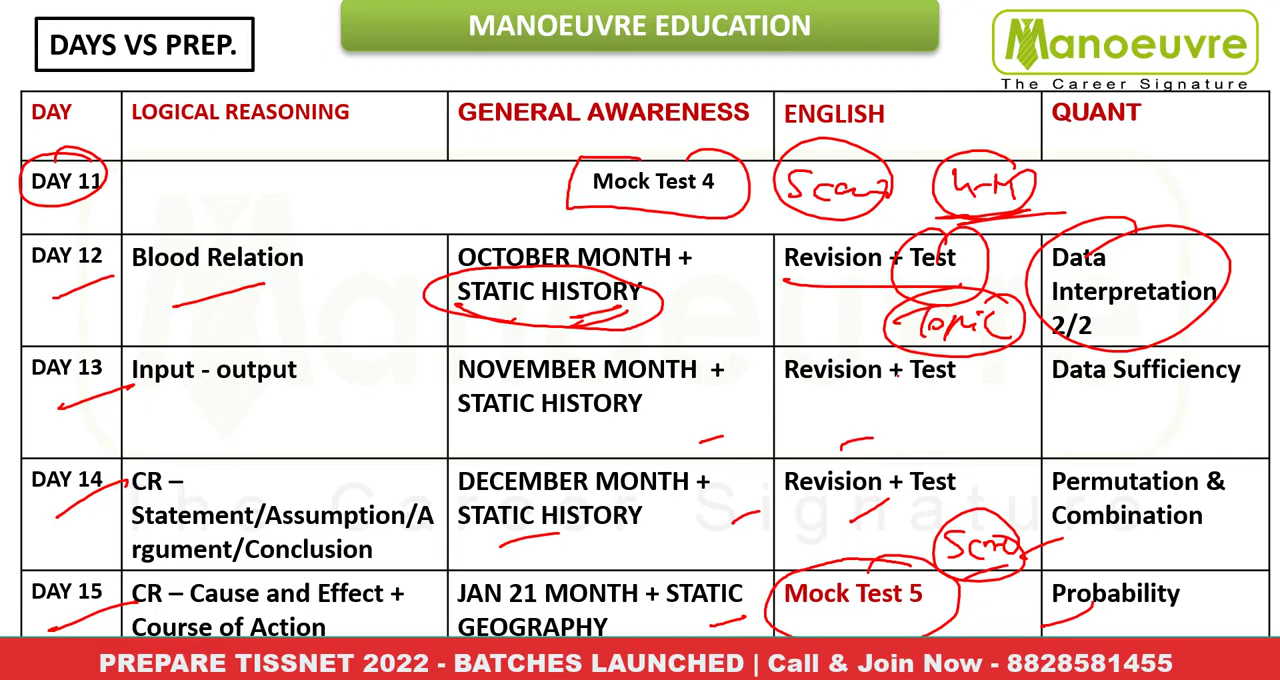 DAYS VS PREP.
MANOEUVRE EDUCATION
Manoeuvre
The Career Signature
DAY LOGICAL REASONING GENERAL AWARENESS ENGLISH QUANT
DAY 11 Mock Test 4
DAY 12 Blood Relation OCTOBER MONTH + Revision + Test Data
STATIC HISTORY Interpretation
Topic 2/2
DAY 13 Input - output NOVEMBER MONTH + Revision + Test Data Sufficiency
STATIC HISTORY
DAY 14 CR – DECEMBER MONTH + Revision + Test Permutation &
Statement/Assumption/A STATIC HISTORY Combination
rgument/Conclusion
DAY 15 CR – Cause and Effect + JAN 21 MONTH + STATIC Mock Test 5 Probability
Course of Action GEOGRAPHY
The Career Signature
PREPARE TISSNET 2022 - BATCHES LAUNCHED | Call & Join Now - 8828581455